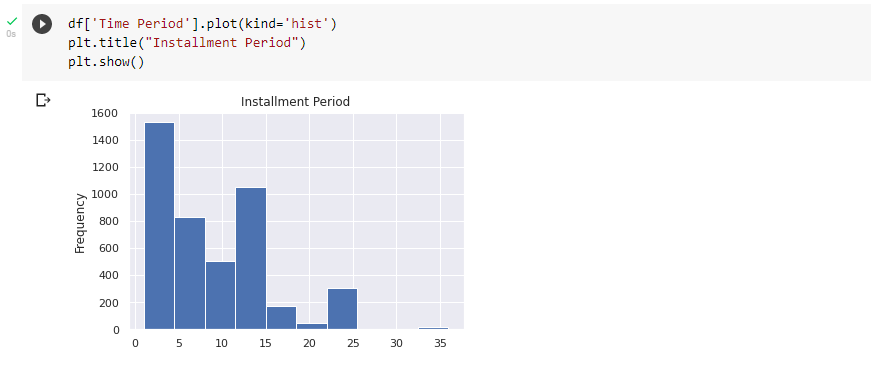 df['Time Period'].plot(kind='hist')
plt.title("Installment Period")
0s
plt.show()
Installment Period
1600
1400
1200
1000
800
600
400
200
0
Frequency
0 5 10 15 20 25 30 35